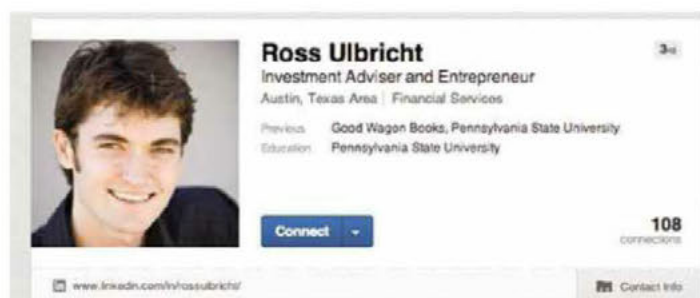 Ross Ulbricht
3rd
Investment Adviser and Entrepreneur
Austin, Texas Area | Financial Services
Previous Good Wagon Books, Pennsylvania State University
Education Pennsylvania State University
Connect
108
connections
www.linkedin.com/in/rossulbricht/
Contact Info